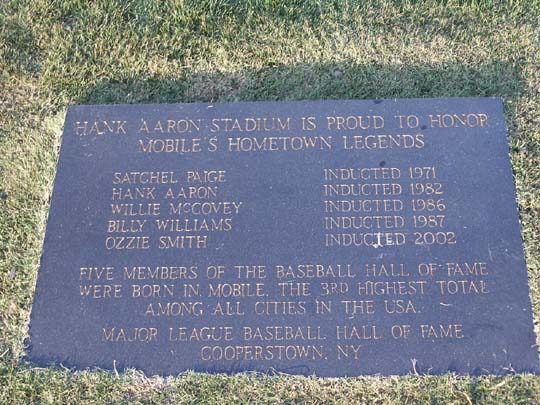 HANK AARON STADIUM IS PROUD TO HONOR
MOBILE'S HOMETOWN LEGENDS
SATCHEL PAIGE INDUCTED 1971
HANK AARON INDUCTED 1982
WILLIE McCOVEY INDUCTED 1986
BILLY WILLIAMS INDUCTED 1987
OZZIE SMITH INDUCTED 2002
FIVE MEMBERS OF THE BASEBALL HALL OF FAME
WERE BORN IN MOBILE. THE 3RD HIGHEST TOTAL
AMONG ALL CITIES IN THE USA.
MAJOR LEAGUE BASEBALL HALL OF FAME
COOPERSTOWN, NY